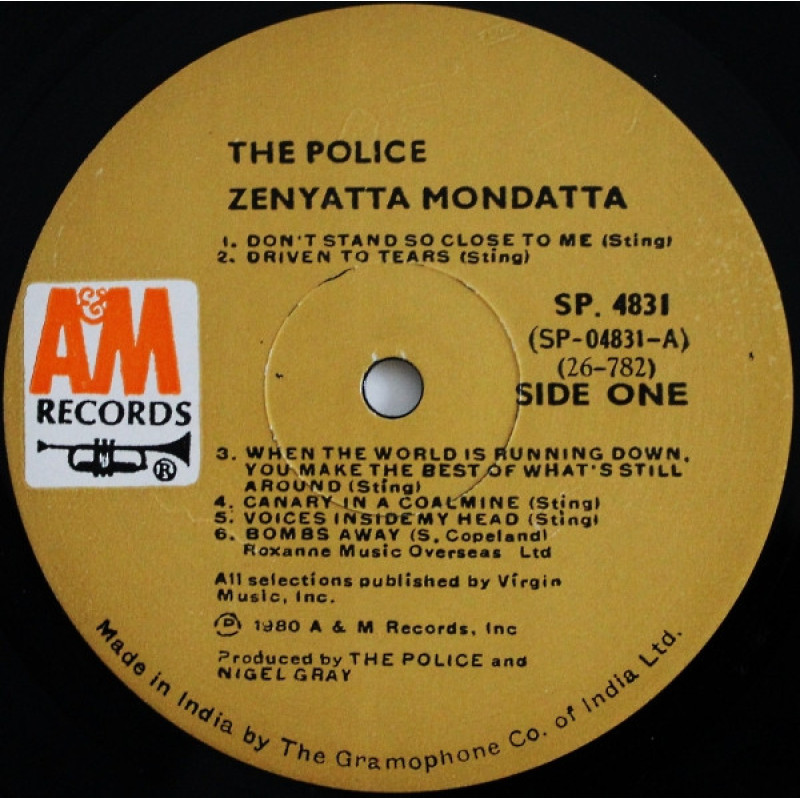 THE POLICE
ZENYATTA MONDATTA
1. DON'T STAND SO CLOSE TO ME (Sting)
2. DRIVEN TO TEARS (Sting)
A&M
RECORDS
®
SP. 4831
(SP-04831-A)
(26-782)
SIDE ONE
3. WHEN THE WORLD IS RUNNING DOWN,
YOU MAKE THE BEST OF WHAT'S STILL
AROUND (Sting)
4. CANARY IN A COALMINE (Sting)
5. VOICES INSIDE MY HEAD (Sting)
6. BOMBS AWAY (S. Copeland)
Roxanne Music Overseas Ltd
All selections published by Virgin
Music, Inc.
℗ 1980 A & M Records, Inc
Produced by THE POLICE and
NIGEL GRAY
Made in India by The Gramophone Co. of India Ltd.